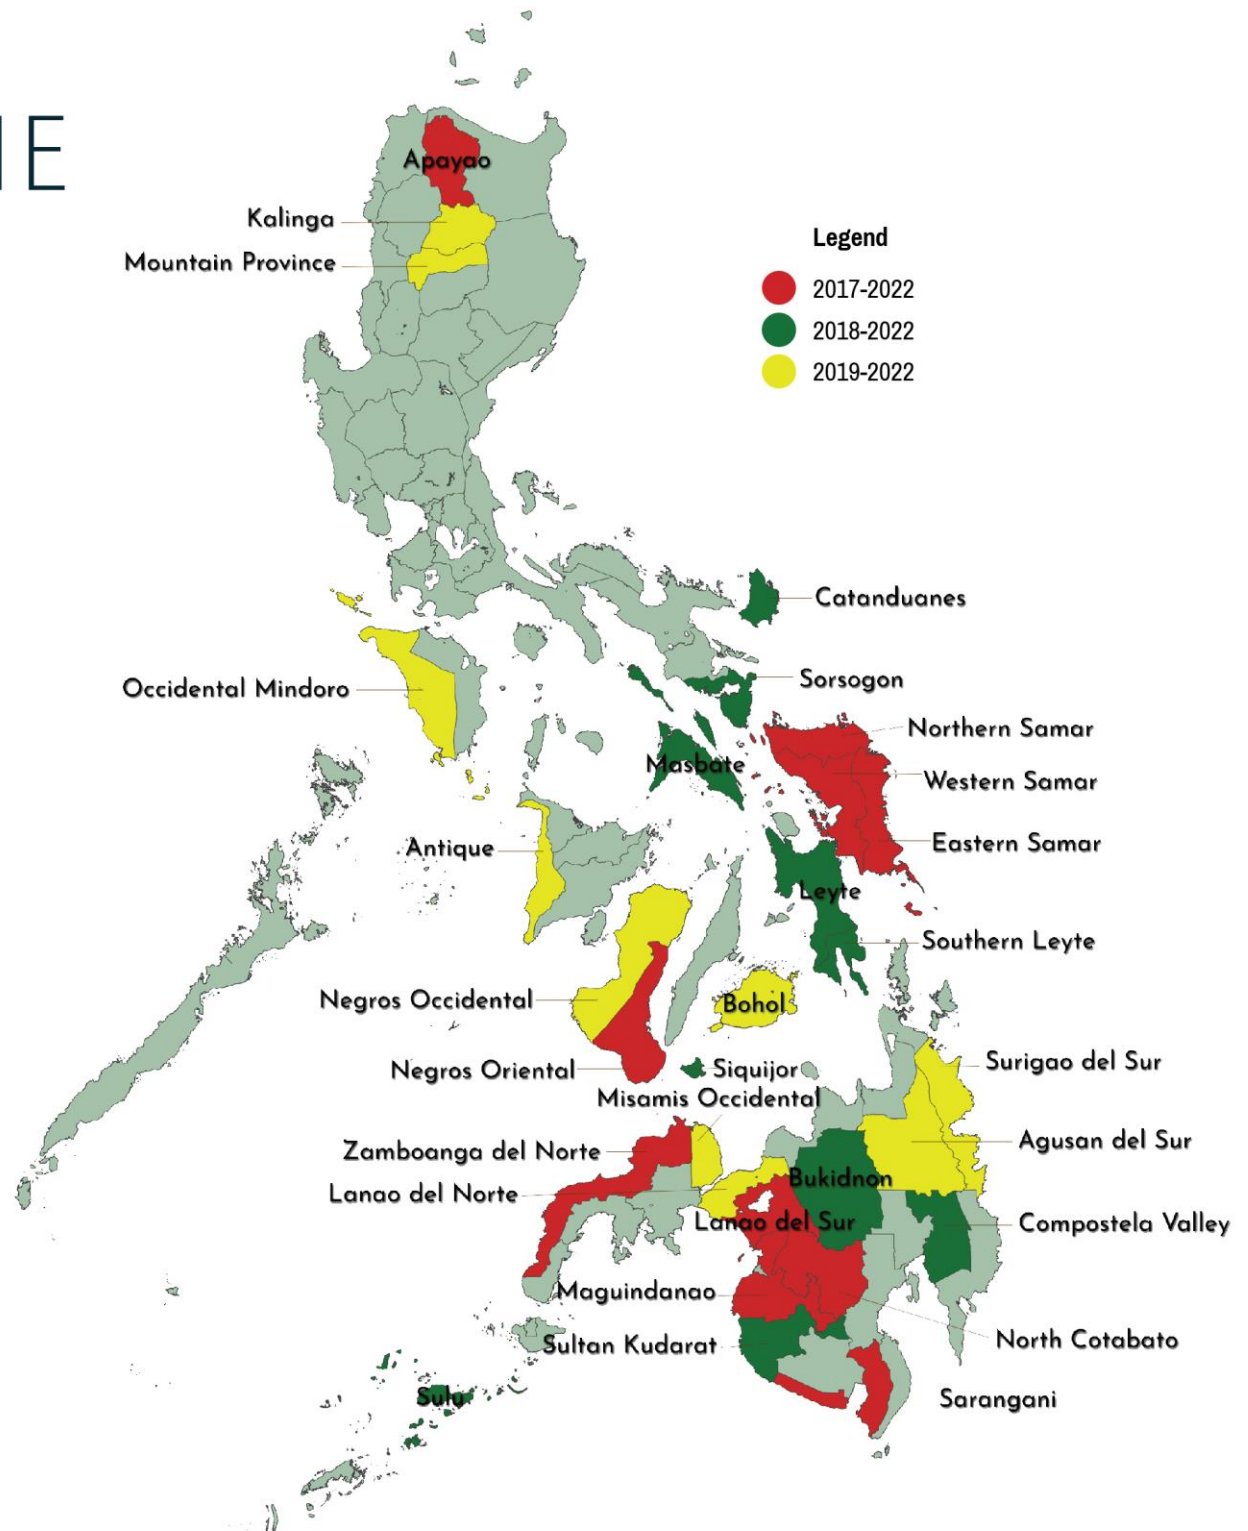 IE
Apayao
Kalinga
Mountain Province
Legend
2017-2022
2018-2022
2019-2022
Catanduanes
Occidental Mindoro
Sorsogon
Northern Samar
Masbate
Western Samar
Antique
Eastern Samar
Leyte
Southern Leyte
Negros Occidental
Bohol
Negros Oriental
Siquijor
Surigao del Sur
Misamis Occidental
Zamboanga del Norte
Agusan del Sur
Lanao del Norte
Bukidnon
Lanao del Sur
Compostela Valley
Maguindanao
Sultan Kudarat
North Cotabato
Sulu
Sarangani